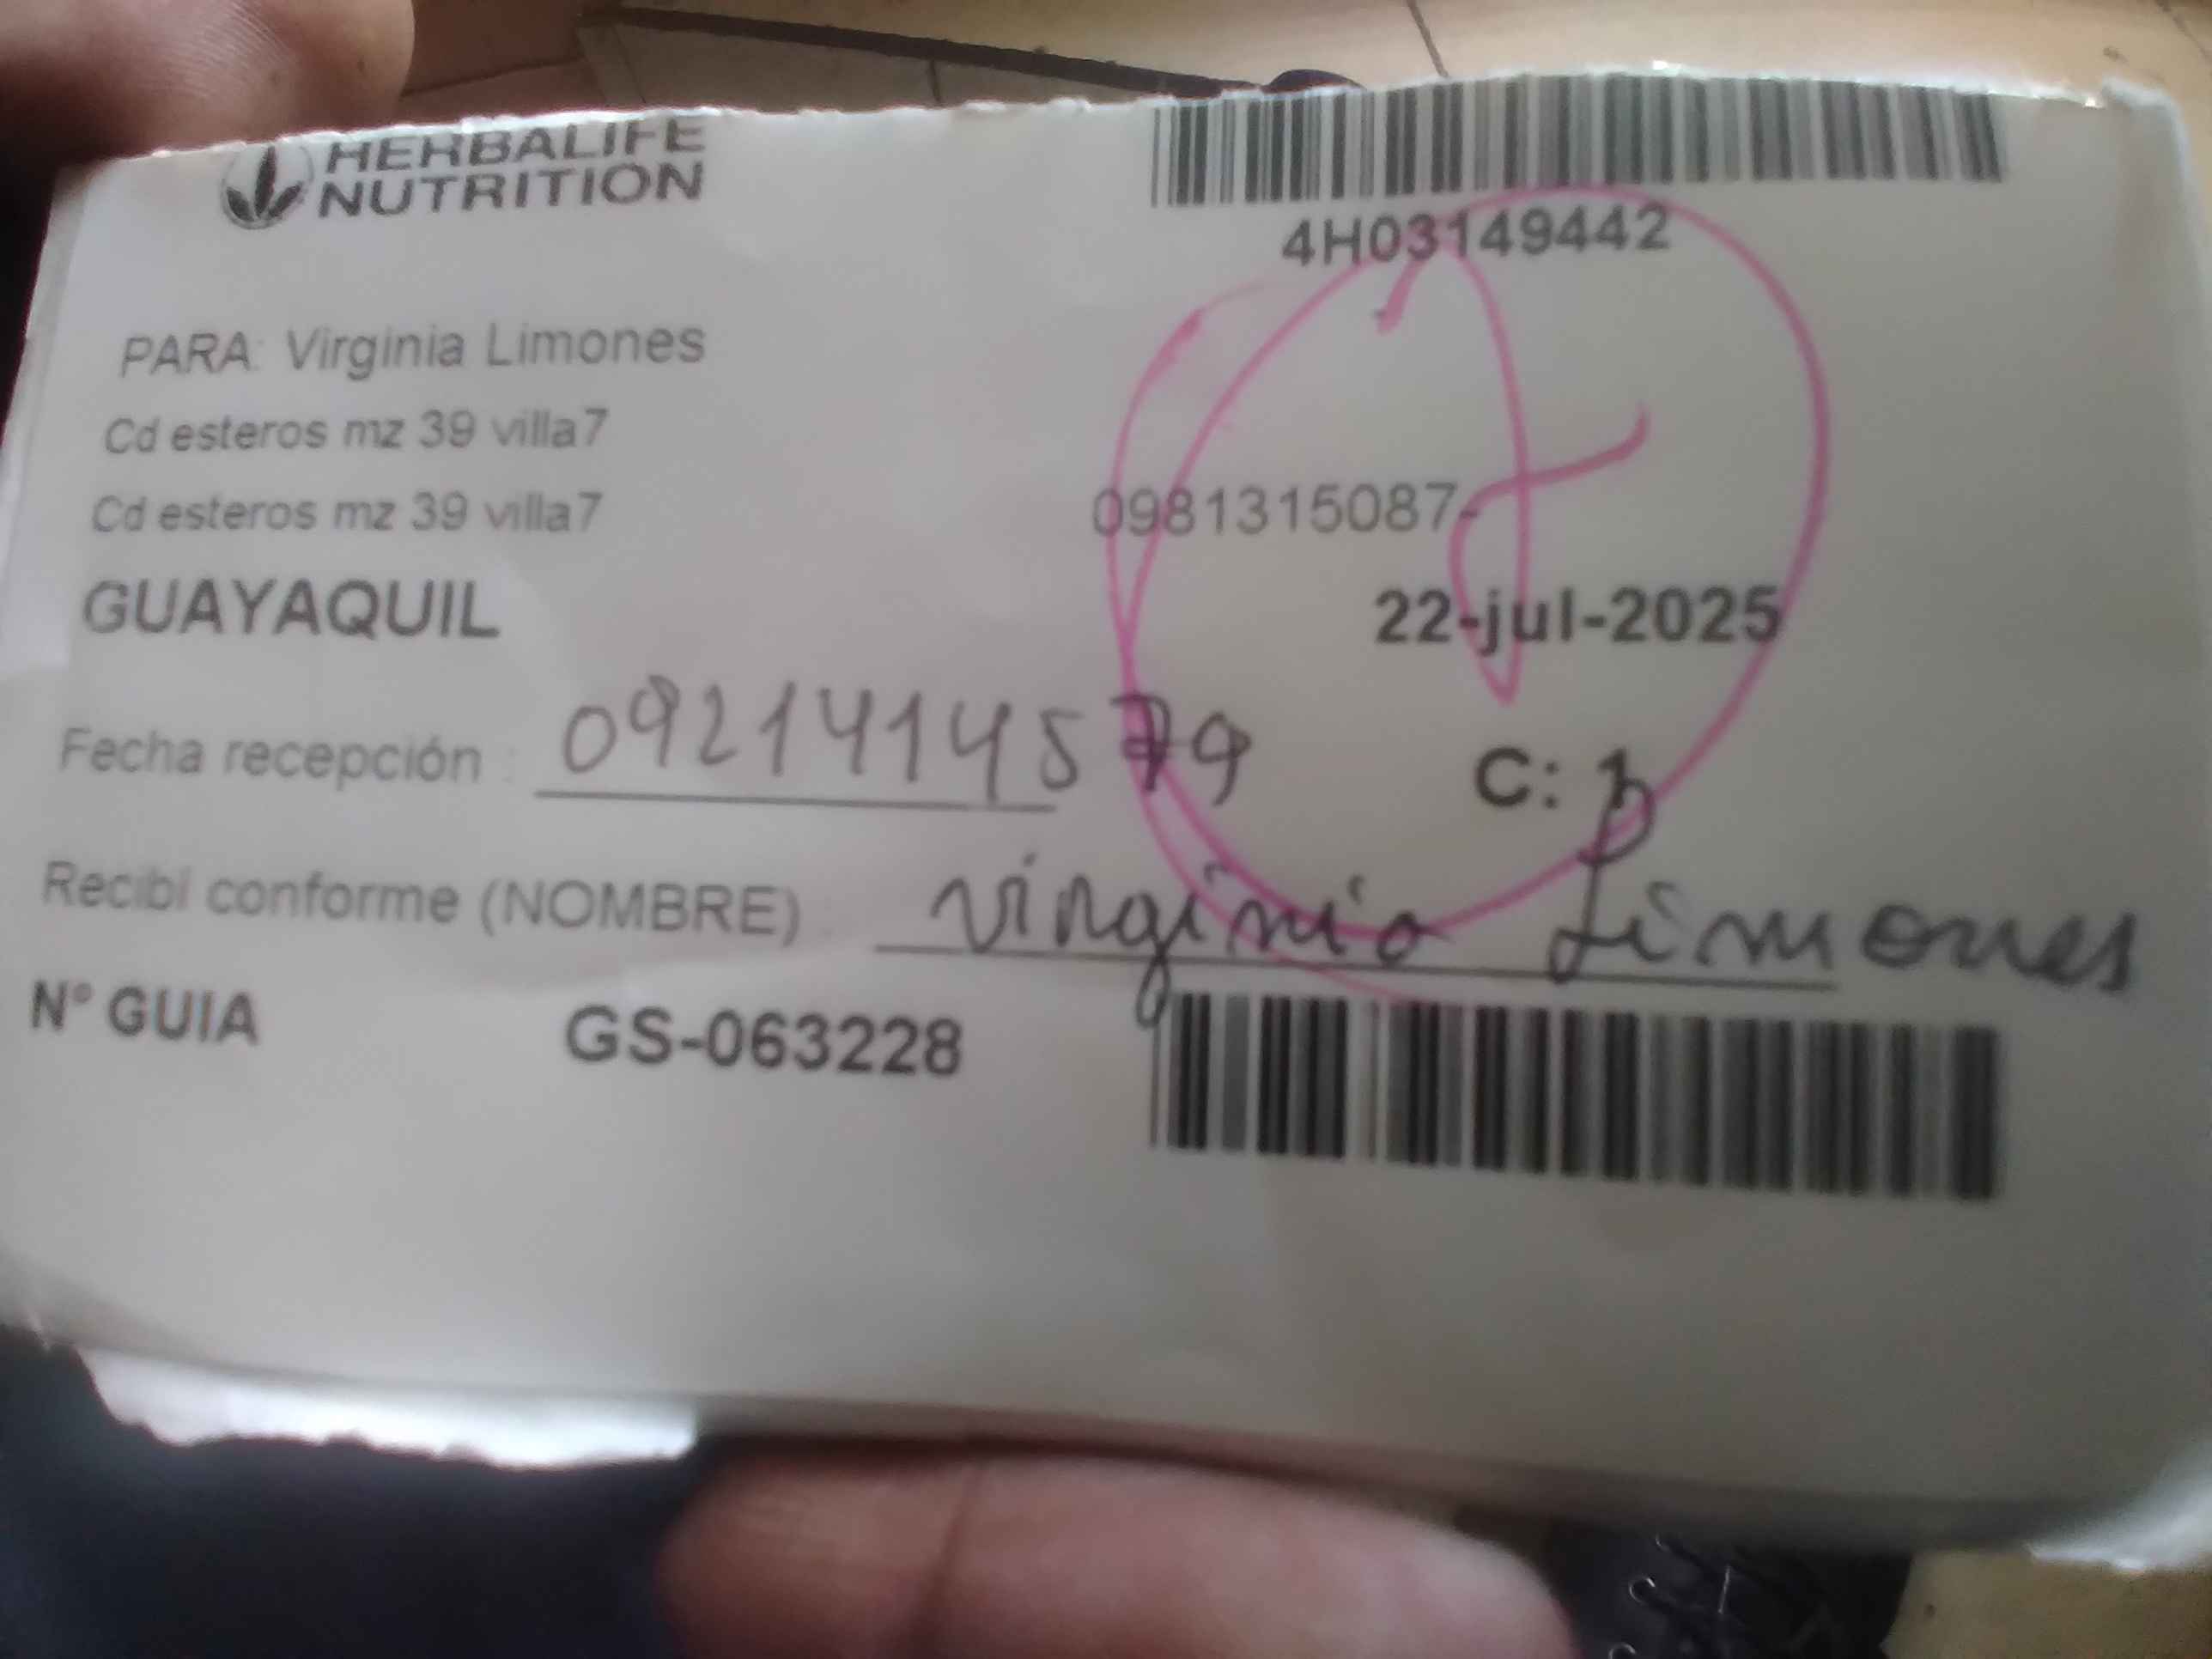 HERBALIFE
NUTRITION
4H03149442
PARA: Virginia Limones
Cd esteros mz 39 villa7
Cd esteros mz 39 villa7
0981315087-
GUAYAQUIL
22-jul-2025
Fecha recepción : 0921414579
C: 1
Recibí conforme (NOMBRE) virginia Limones
N° GUIA GS-063228